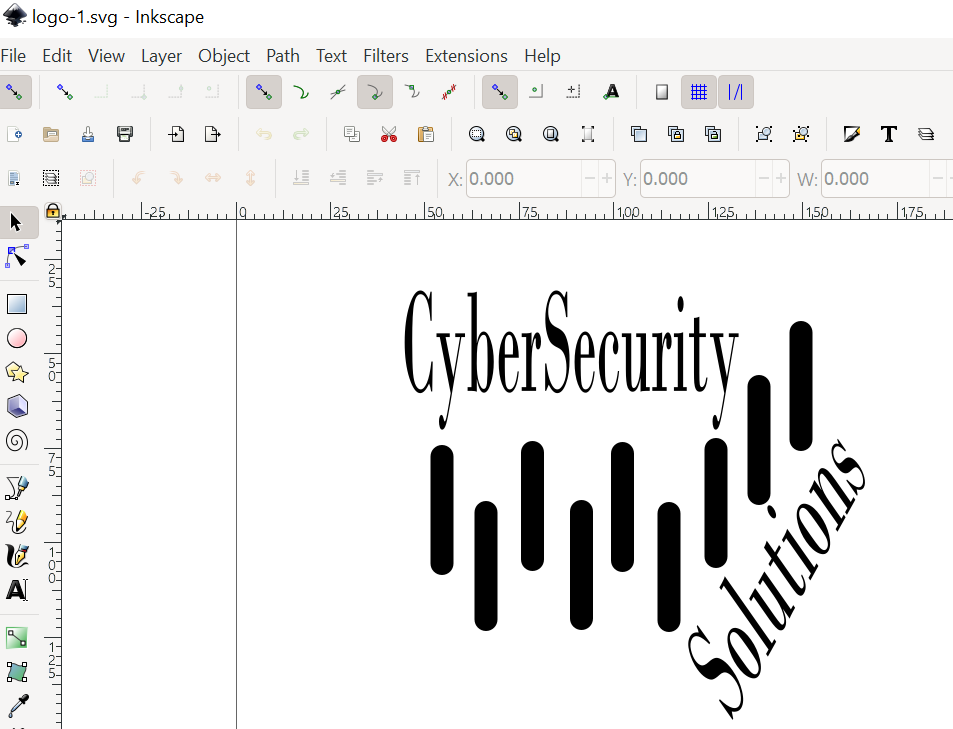 logo-1.svg - Inkscape
File Edit View Layer Object Path Text Filters Extensions Help
X: 0.000 Y: 0.000 W: 0.000
-25 0 25 50 75 100 125 150 175
25
50
75
100
125
CyberSecurity
Solutions